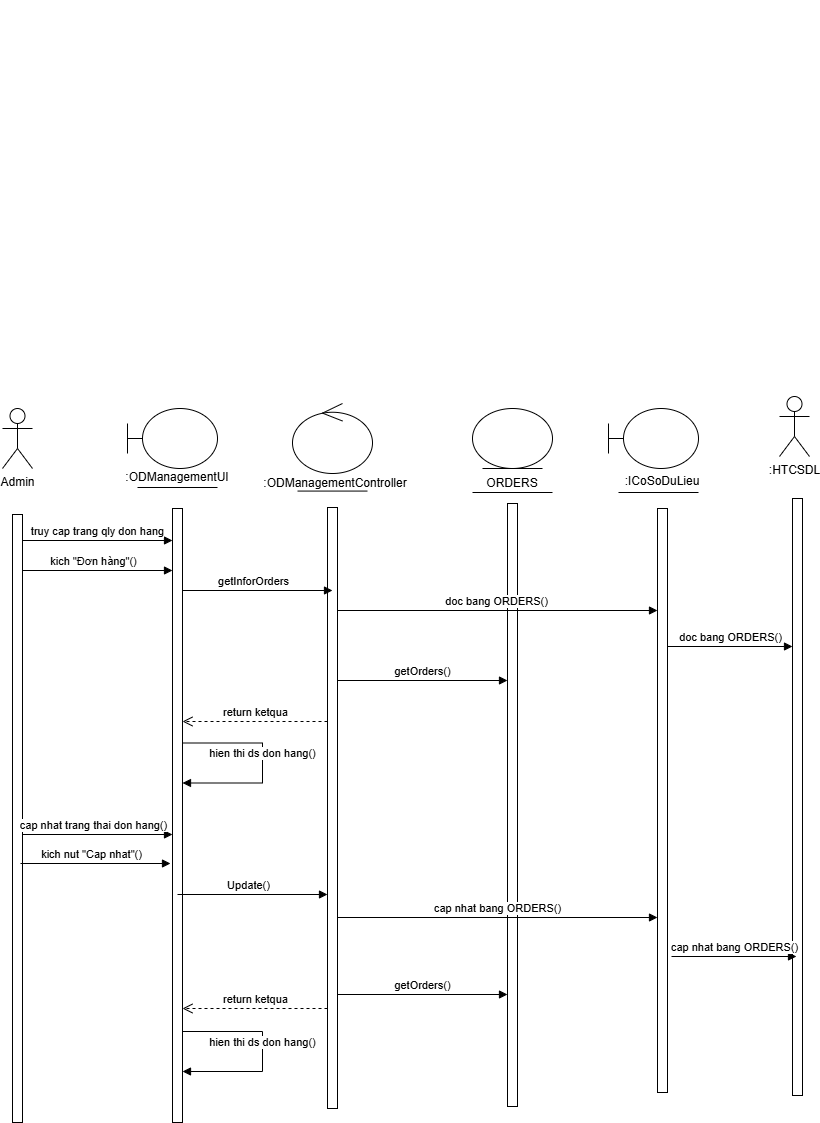 Admin
:ODManagementUI
:ODManagementController
ORDERS
:ICoSoDuLieu
:HTCSDL
truy cap trang qly don hang
kich "Đơn hàng"()
getInforOrders
doc bang ORDERS()
doc bang ORDERS()
getOrders()
return ketqua
hien thi ds don hang()
cap nhat trang thai don hang()
kich nut "Cap nhat"()
Update()
cap nhat bang ORDERS()
cap nhat bang ORDERS()
getOrders()
return ketqua
hien thi ds don hang()